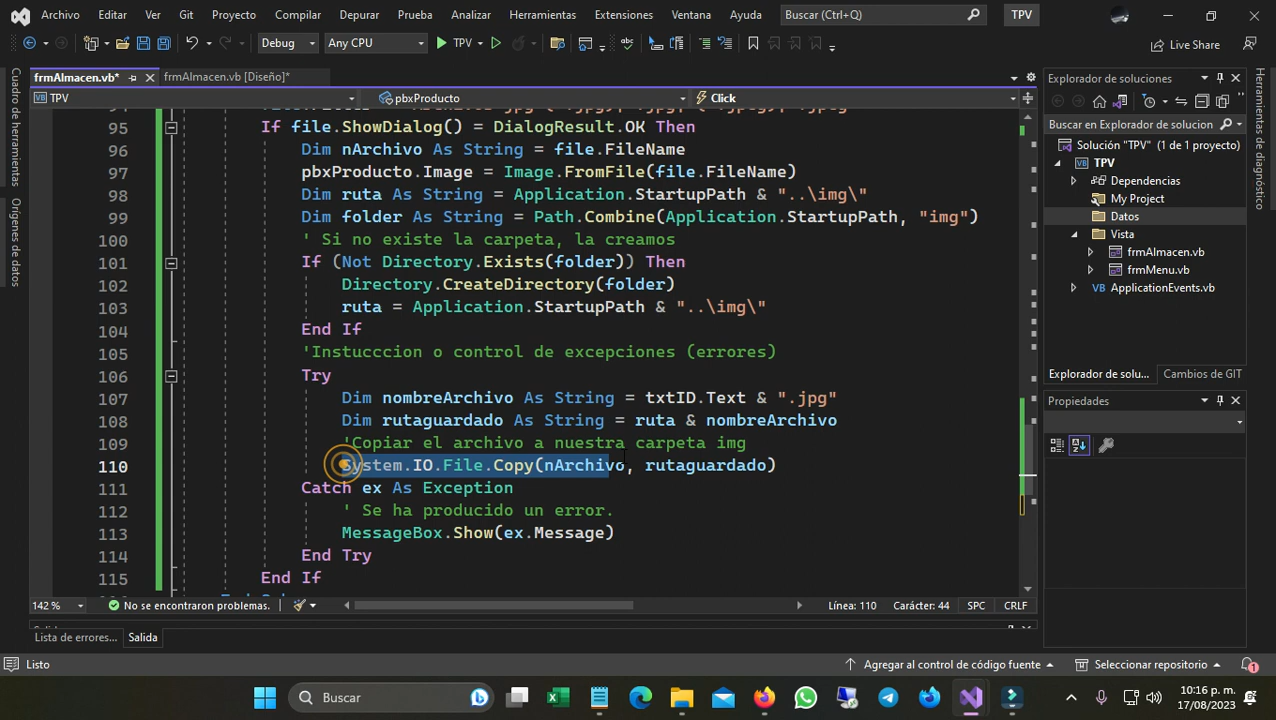 Archivo Editar Ver Git Proyecto Compilar Depurar Prueba Analizar Herramientas Extensiones Ventana Ayuda Buscar (Ctrl+Q) TPV
Debug Any CPU TPV Live Share
frmAlmacen.vb* frmAlmacen.vb [Diseño]*
TPV pbxProducto Click
Cuadro de herramientas
Orígenes de datos
95 If file.ShowDialog() = DialogResult.OK Then
96 Dim nArchivo As String = file.FileName
97 pbxProducto.Image = Image.FromFile(file.FileName)
98 Dim ruta As String = Application.StartupPath & "..\img\"
99 Dim folder As String = Path.Combine(Application.StartupPath, "img")
100 ' Si no existe la carpeta, la creamos
101 If (Not Directory.Exists(folder)) Then
102 Directory.CreateDirectory(folder)
103 ruta = Application.StartupPath & "..\img\"
104 End If
105 'Instucccion o control de excepciones (errores)
106 Try
107 Dim nombreArchivo As String = txtID.Text & ".jpg"
108 Dim rutaguardado As String = ruta & nombreArchivo
109 'Copiar el archivo a nuestra carpeta img
110 System.IO.File.Copy(nArchivo, rutaguardado)
111 Catch ex As Exception
112 ' Se ha producido un error.
113 MessageBox.Show(ex.Message)
114 End Try
115 End If
142 % No se encontraron problemas. Línea: 110 Carácter: 44 SPC CRLF
Lista de errores... Salida
Explorador de soluciones
Buscar en Explorador de solucion
Solución "TPV" (1 de 1 proyecto)
TPV
Dependencias
My Project
Datos
Vista
frmAlmacen.vb
frmMenu.vb
ApplicationEvents.vb
Explorador de soluc... Cambios de GIT
Propiedades
Herramientas de diagnóstico
Listo Agregar al control de código fuente Seleccionar repositorio 1
Buscar 10:16 p. m.
17/08/2023